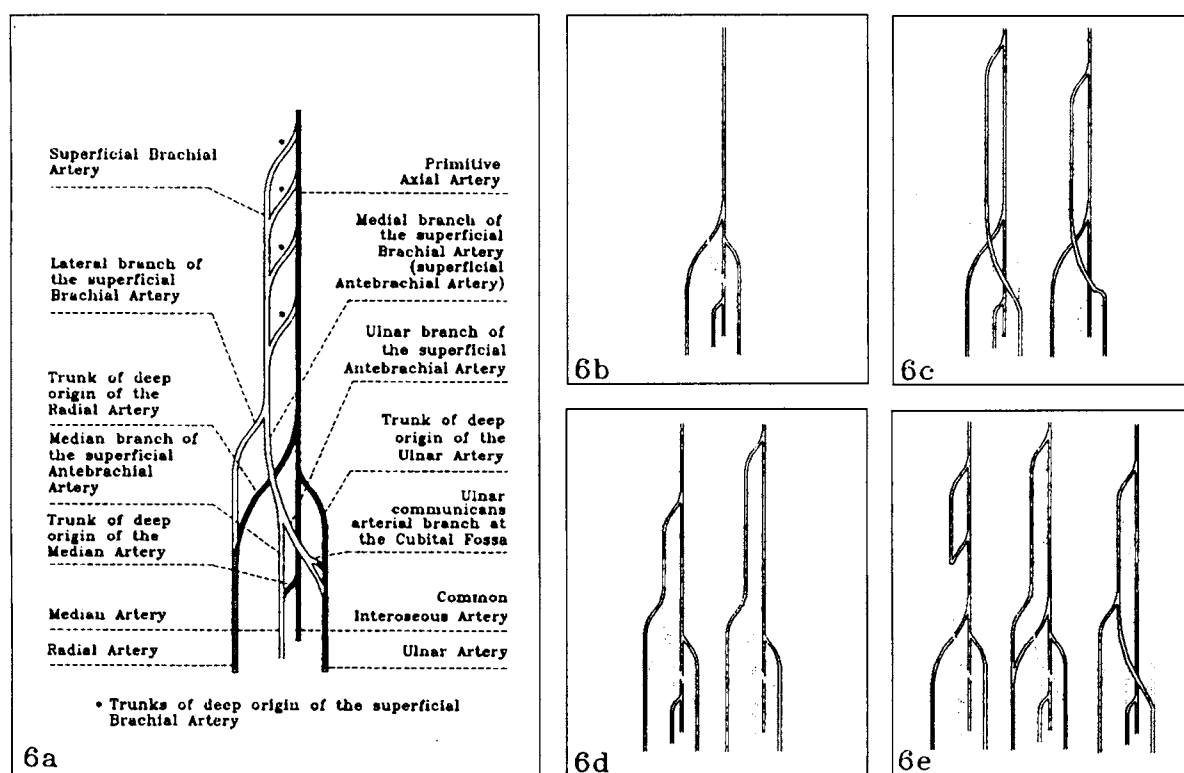 Superficial Brachial
Artery
Lateral branch of
the superficial
Brachial Artery
Trunk of deep
origin of the
Radial Artery
Median branch of
the superficial
Antebrachial
Artery
Trunk of deep
origin of the
Median Artery
Median Artery
Radial Artery
Primitive
Axial Artery
Medial branch of
the superficial
Brachial Artery
(superficial
Antebrachial Artery)
Ulnar branch of
the superficial
Antebrachial Artery
Trunk of deep
origin of the
Ulnar Artery
Ulnar
communicans
arterial branch at
the Cubital Fossa
Common
Interoseous Artery
Ulnar Artery
• Trunks of deep origin of the superficial
Brachial Artery
6a
6b
6c
6d
6e